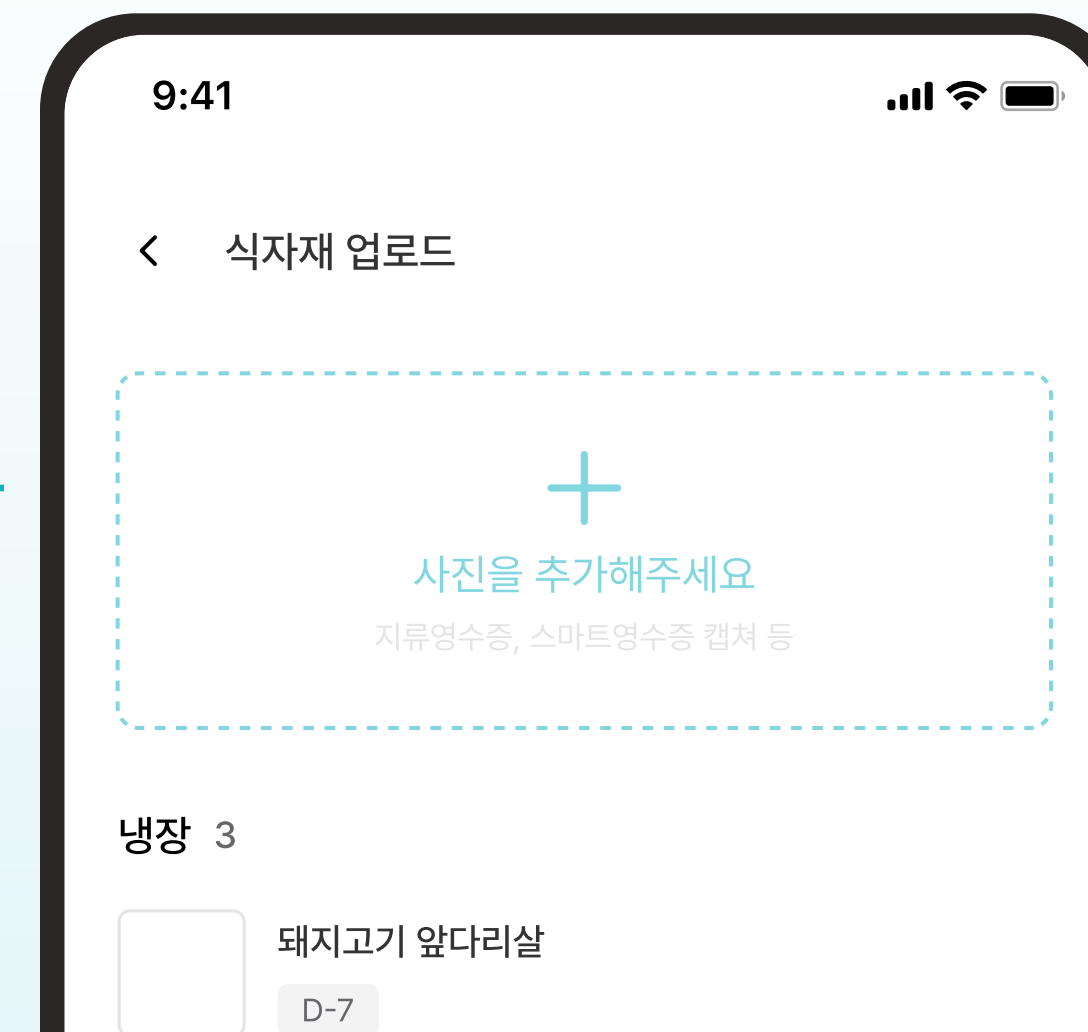 9:41
식자재 업로드
사진을 추가해주세요
지류영수증, 스마트영수증 캡쳐 등
냉장 3
돼지고기 앞다리살
D-7